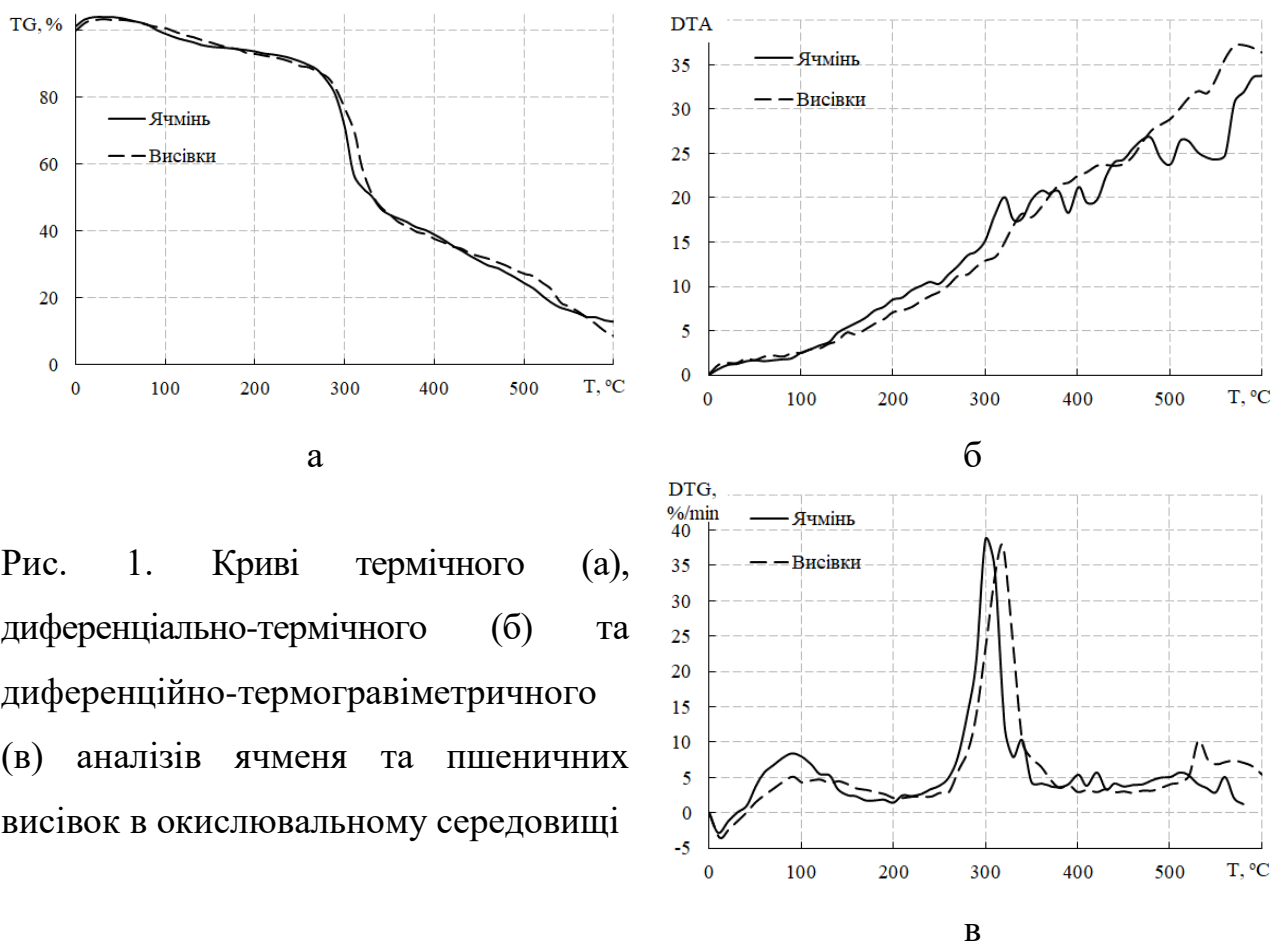 TG, %
80
60
40
20
0
Ячмінь
Висівки
0 100 200 300 400 500 T, °C
а
DTA
35
30
25
20
15
10
5
0
Ячмінь
Висівки
0 100 200 300 400 500 T, °C
б
Рис. 1. Криві термічного (а),
диференціально-термічного (б) та
диференційно-термогравіметричного
(в) аналізів ячменя та пшеничних
висівок в окислювальному середовищі
DTG,
%/min
40
35
30
25
20
15
10
5
0
-5
Ячмінь
Висівки
0 100 200 300 400 500 T, °C
в